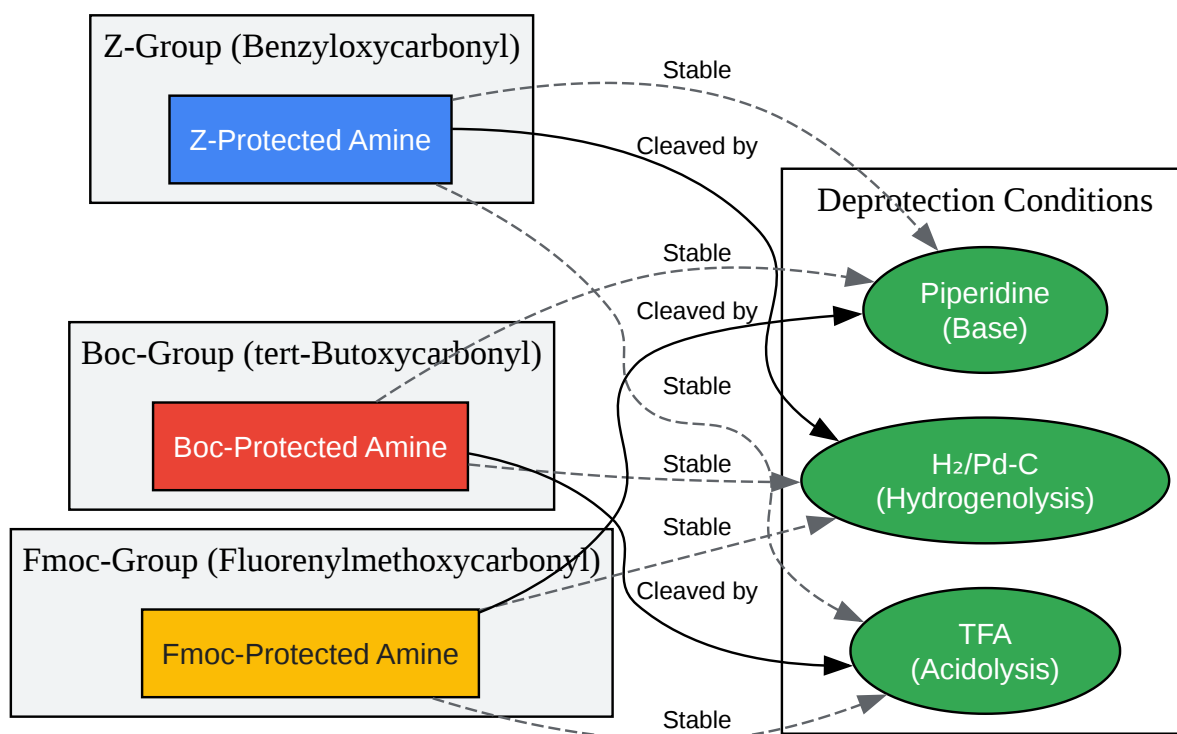 Z-Group (Benzyloxycarbonyl)
Z-Protected Amine
Boc-Group (tert-Butoxycarbonyl)
Boc-Protected Amine
Fmoc-Group (Fluorenylmethoxycarbonyl)
Fmoc-Protected Amine
Stable
Cleaved by
Stable
Cleaved by
Stable
Stable
Stable
Cleaved by
Stable
Deprotection Conditions
Piperidine
(Base)
H₂/Pd-C
(Hydrogenolysis)
TFA
(Acidolysis)